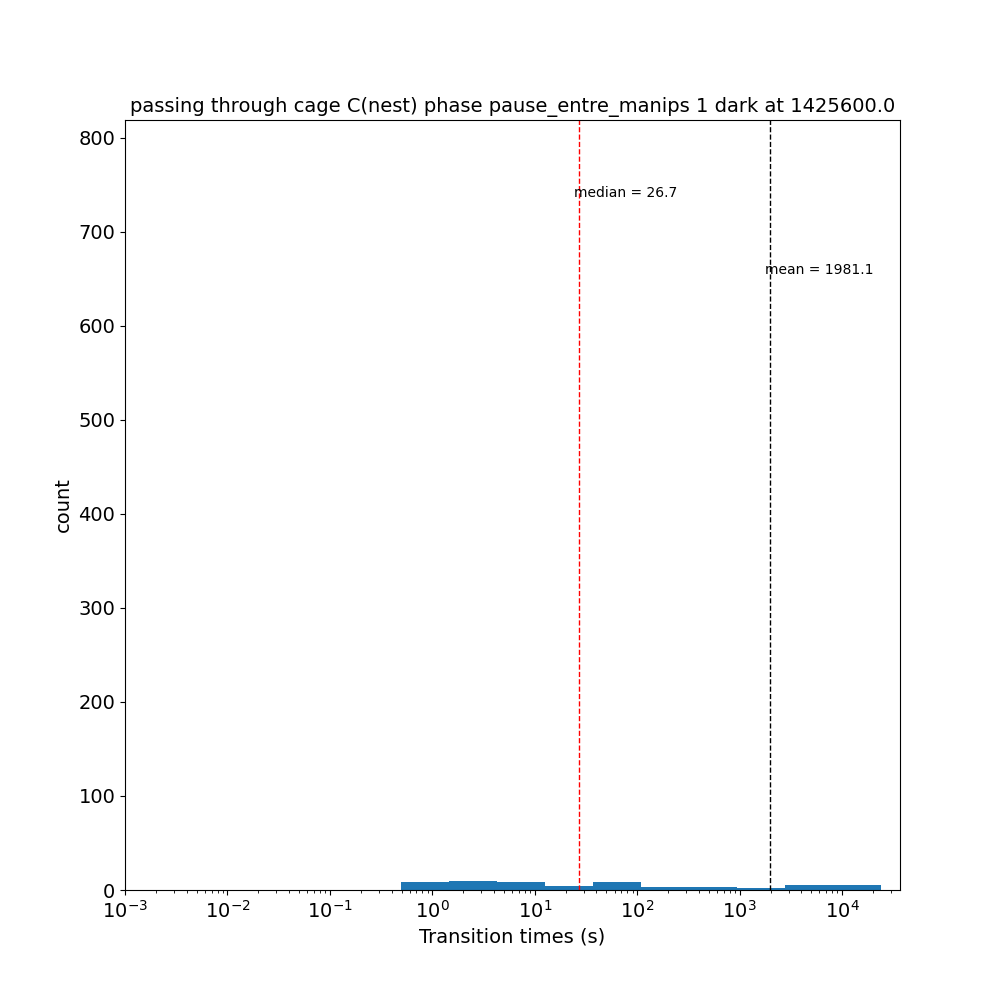 passing through cage C(nest) phase pause_entre_manips 1 dark at 1425600.0
800
median = 26.7
700
mean = 1981.1
600
500
count
400
300
200
100
0
10⁻³ 10⁻² 10⁻¹ 10⁰ 10¹ 10² 10³ 10⁴
Transition times (s)